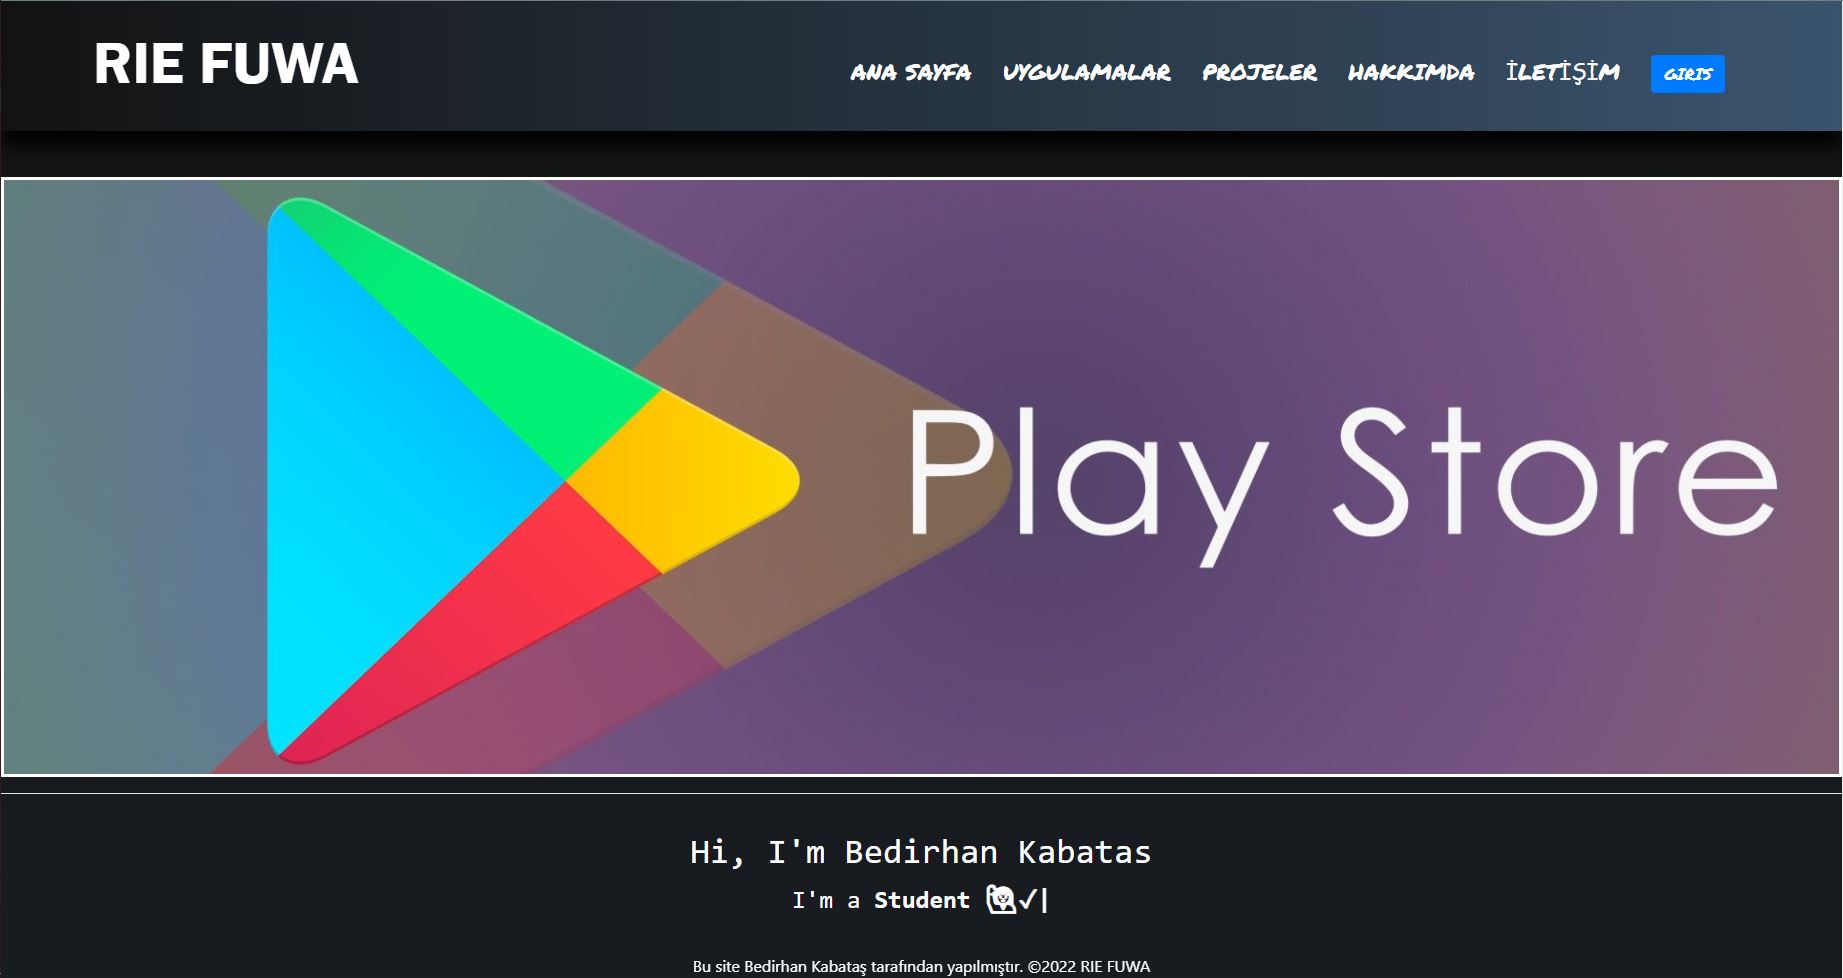 RIE FUWA
ANA SAYFA UYGULAMALAR PROJELER HAKKIMDA İLETİŞİM GIRIS
Play Store
Hi, I'm Bedirhan Kabatas
I'm a Student 🙋✓|
Bu site Bedirhan Kabataş tarafından yapılmıştır. ©2022 RIE FUWA